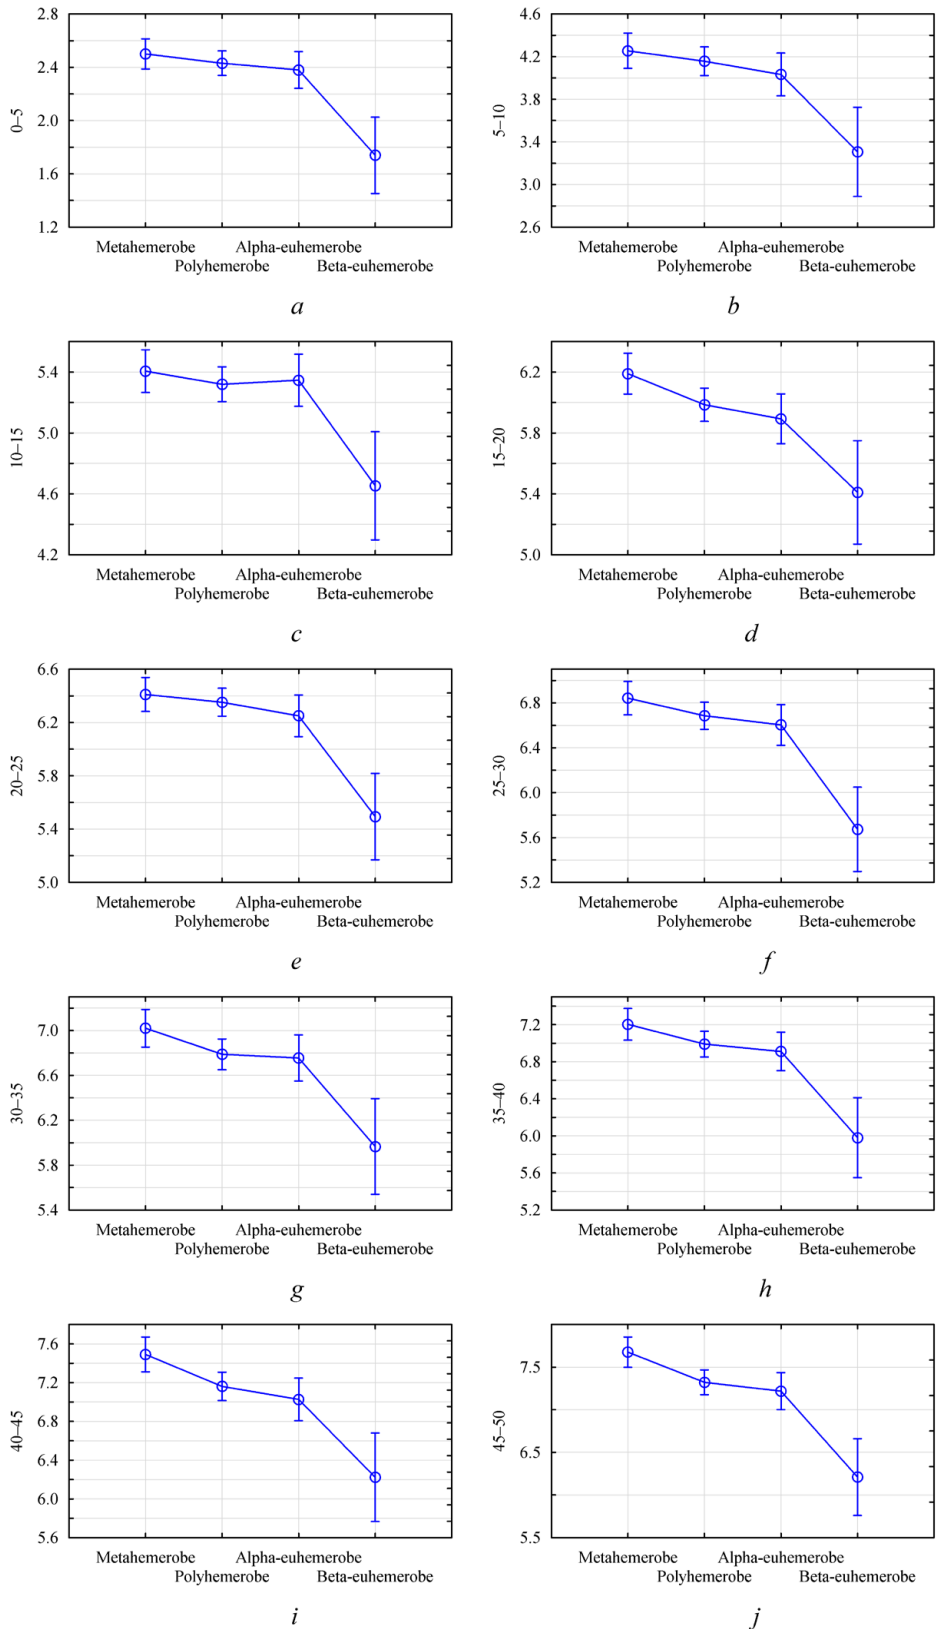 2.8
2.4
2.0
1.6
1.2
0–5
Metahemerobe Alpha-euhemerobe
Polyhemerobe Beta-euhemerobe
a
4.6
4.2
3.8
3.4
3.0
2.6
5–10
Metahemerobe Alpha-euhemerobe
Polyhemerobe Beta-euhemerobe
b
5.4
5.0
4.6
4.2
10–15
Metahemerobe Alpha-euhemerobe
Polyhemerobe Beta-euhemerobe
c
6.2
5.8
5.4
5.0
15–20
Metahemerobe Alpha-euhemerobe
Polyhemerobe Beta-euhemerobe
d
6.6
6.2
5.8
5.4
5.0
20–25
Metahemerobe Alpha-euhemerobe
Polyhemerobe Beta-euhemerobe
e
6.8
6.4
6.0
5.6
5.2
25–30
Metahemerobe Alpha-euhemerobe
Polyhemerobe Beta-euhemerobe
f
7.0
6.6
6.2
5.8
5.4
30–35
Metahemerobe Alpha-euhemerobe
Polyhemerobe Beta-euhemerobe
g
7.2
6.8
6.4
6.0
5.6
5.2
35–40
Metahemerobe Alpha-euhemerobe
Polyhemerobe Beta-euhemerobe
h
7.6
7.2
6.8
6.4
6.0
5.6
40–45
Metahemerobe Alpha-euhemerobe
Polyhemerobe Beta-euhemerobe
i
7.5
6.5
5.5
45–50
Metahemerobe Alpha-euhemerobe
Polyhemerobe Beta-euhemerobe
j